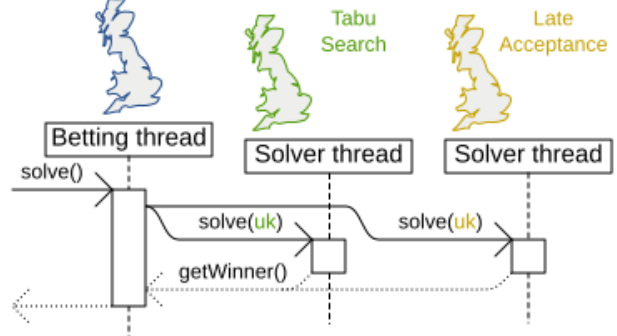 Tabu
Search
Late
Acceptance
Betting thread
Solver thread
Solver thread
solve()
solve(uk)
solve(uk)
getWinner()